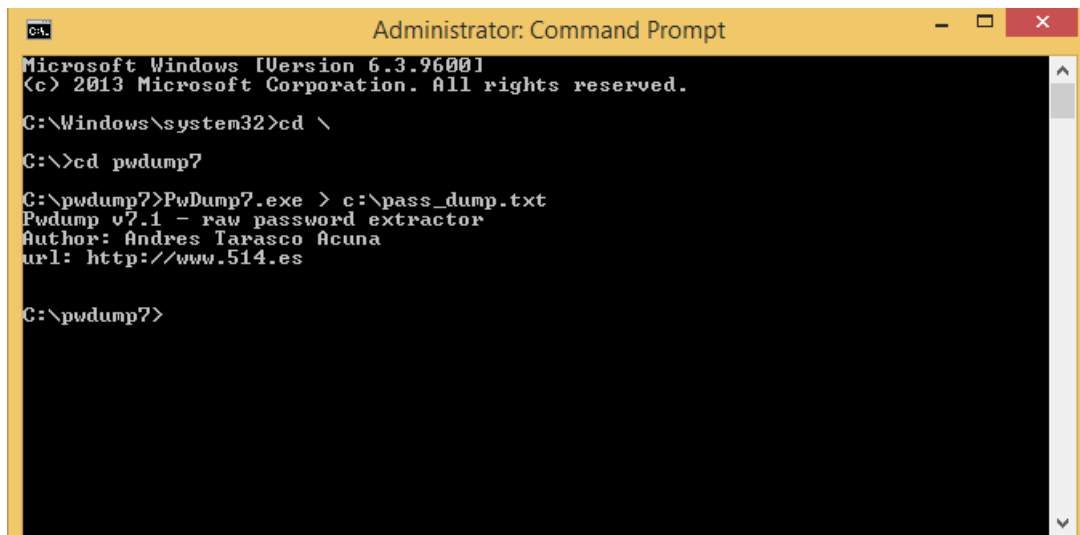 Administrator: Command Prompt
Microsoft Windows [Version 6.3.9600]
(c) 2013 Microsoft Corporation. All rights reserved.
C:\Windows\system32>cd \
C:\>cd pwdump7
C:\pwdump7>PwDump7.exe > c:\pass_dump.txt
Pwdump v7.1 - raw password extractor
Author: Andres Tarasco Acuna
url: http://www.514.es
C:\pwdump7>